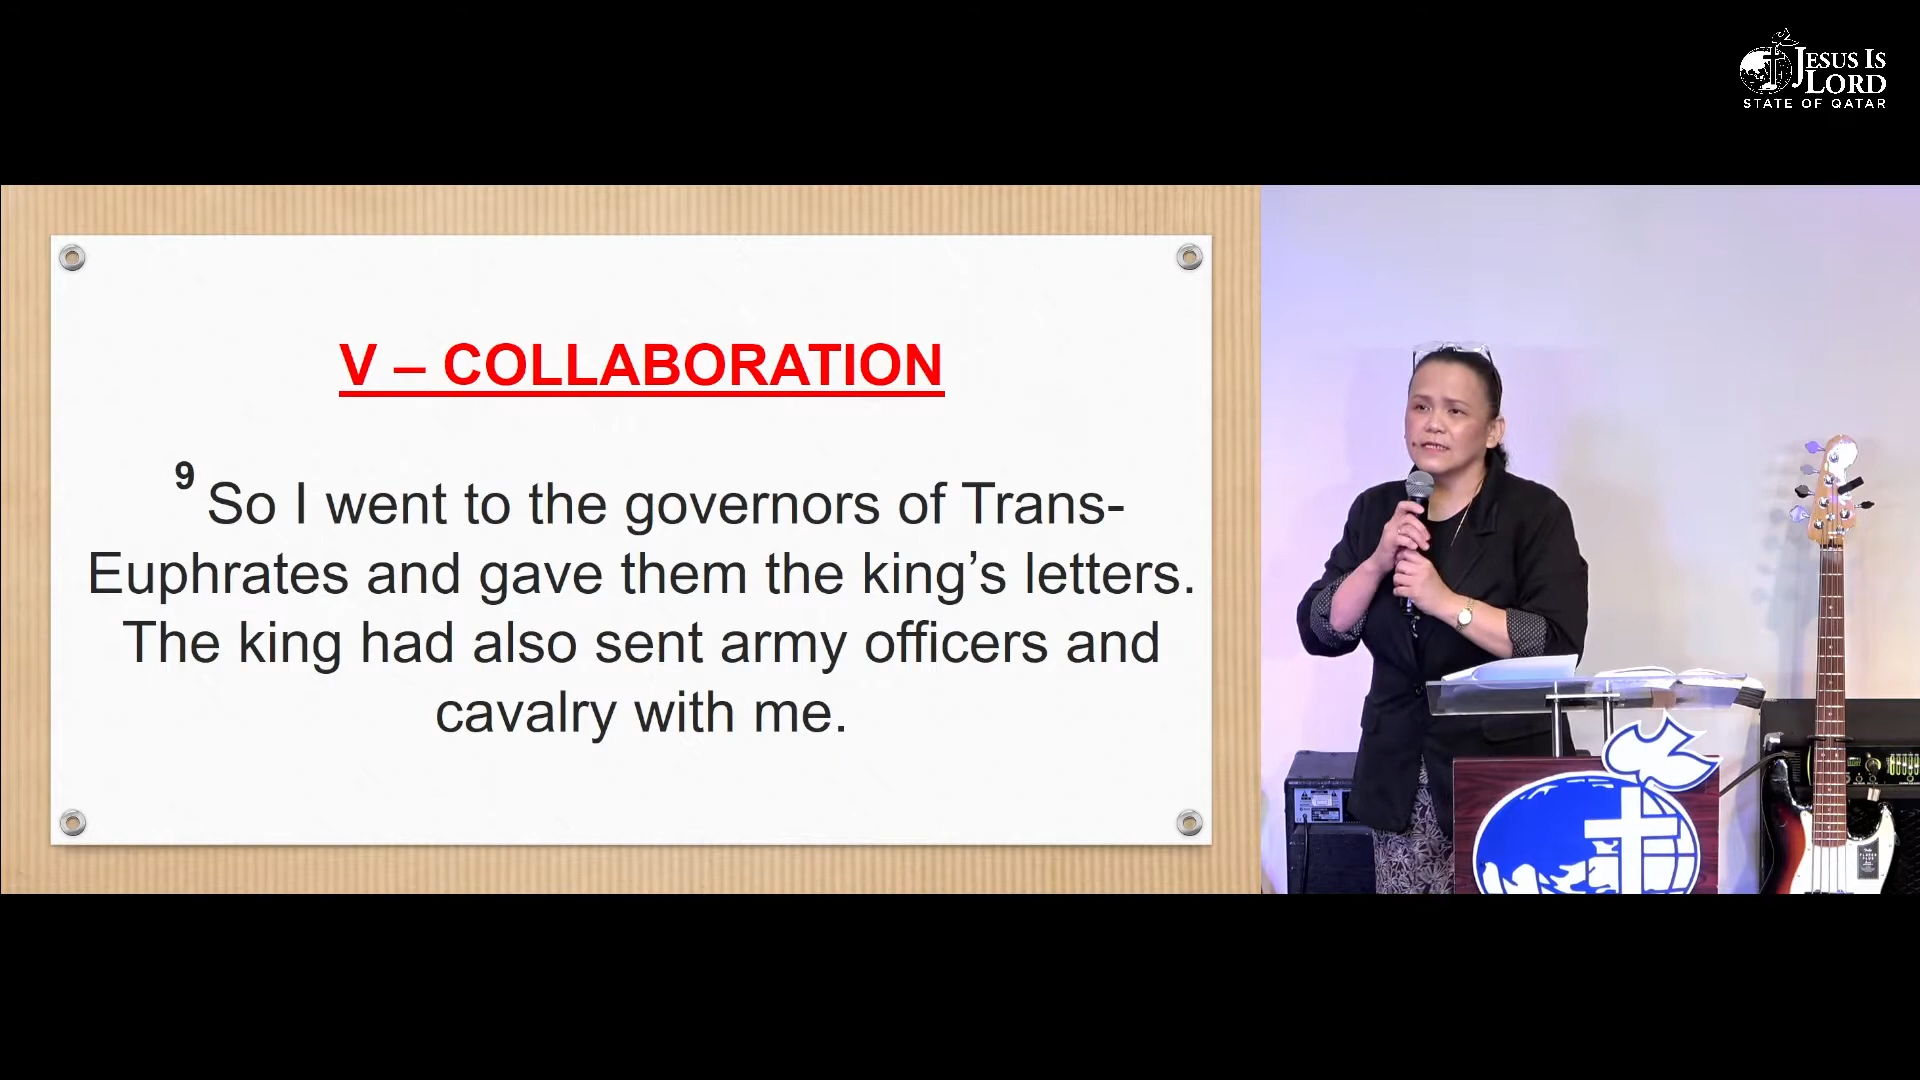 JESUS IS
LORD
STATE OF QATAR
V – COLLABORATION
9 So I went to the governors of Trans-
Euphrates and gave them the king’s letters.
The king had also sent army officers and
cavalry with me.